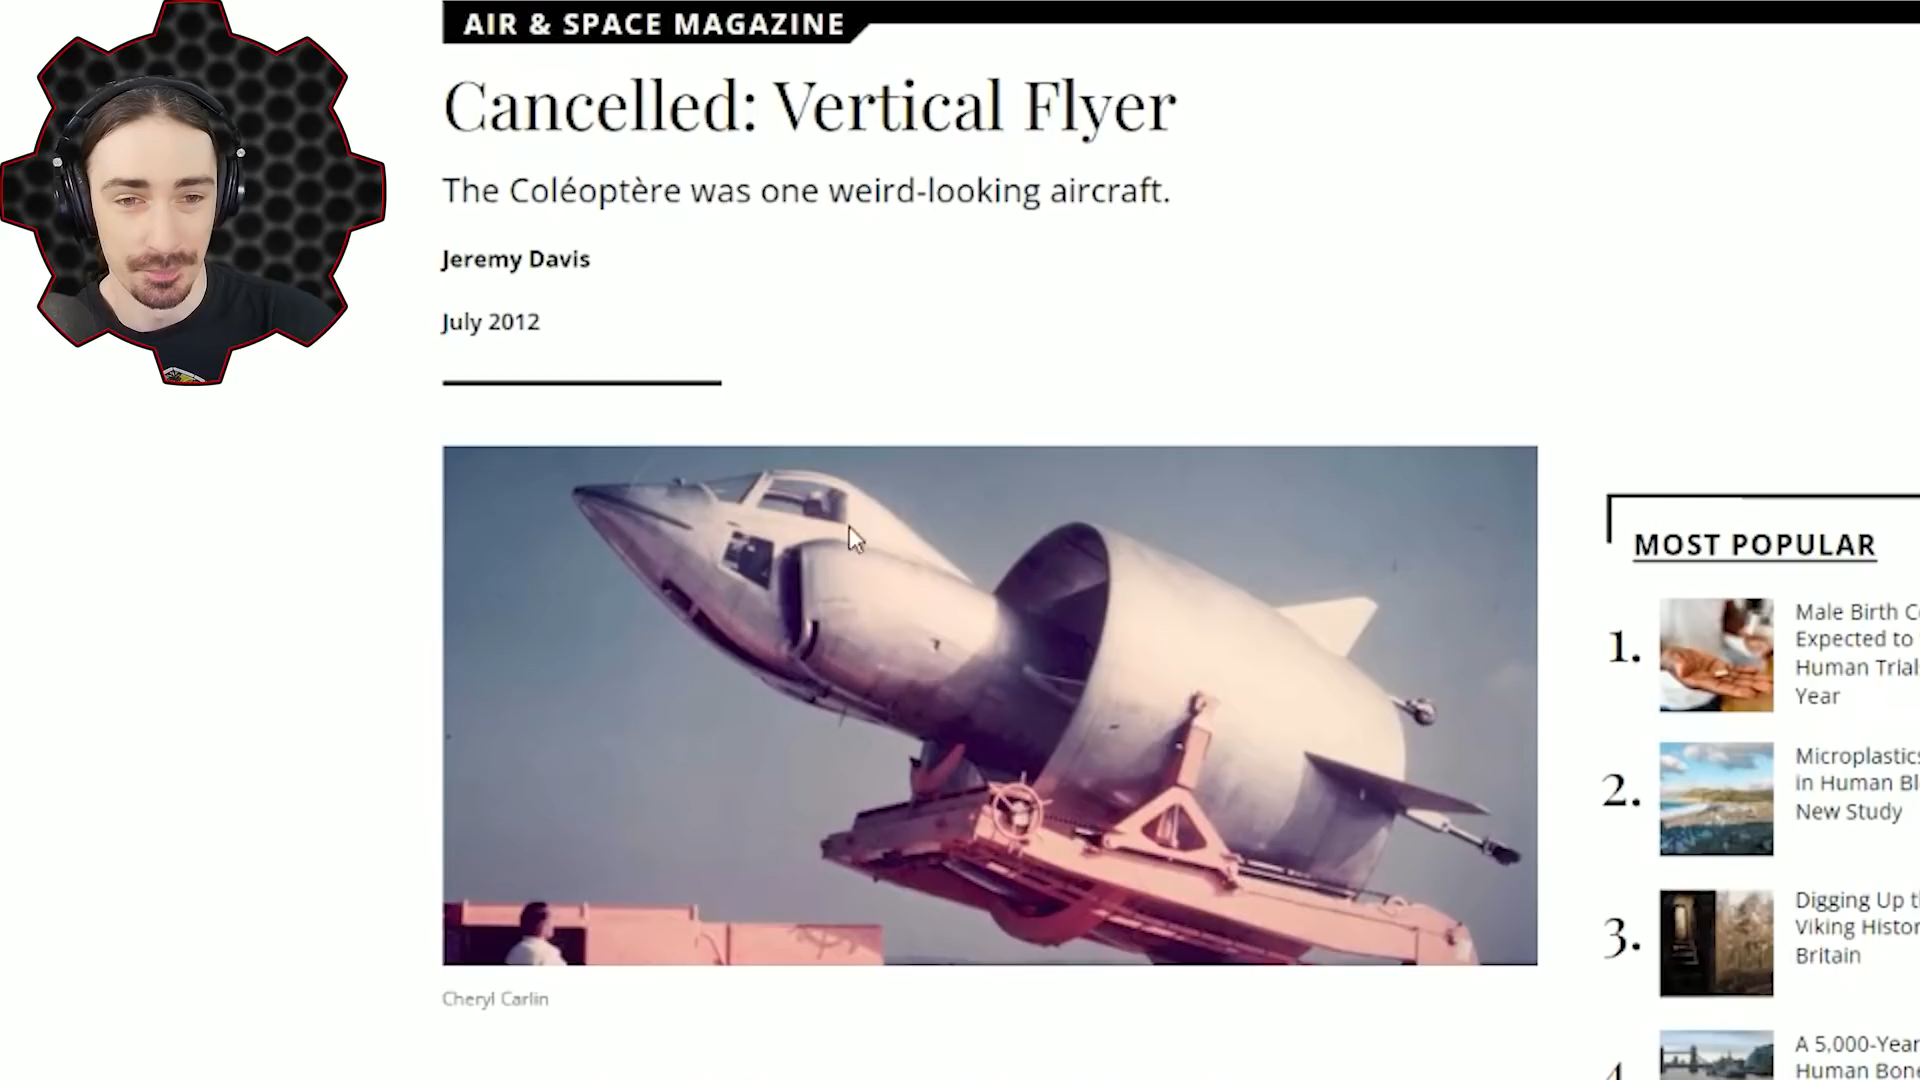 AIR & SPACE MAGAZINE
Cancelled: Vertical Flyer
The Coléoptère was one weird-looking aircraft.
Jeremy Davis
July 2012
Cheryl Carlin
MOST POPULAR
1.
Male Birth
Expected to
Human Trial
Year
2.
Microplastics
in Human
New Study
3.
Digging Up
Viking
Britain
A 5,000-Year
Human